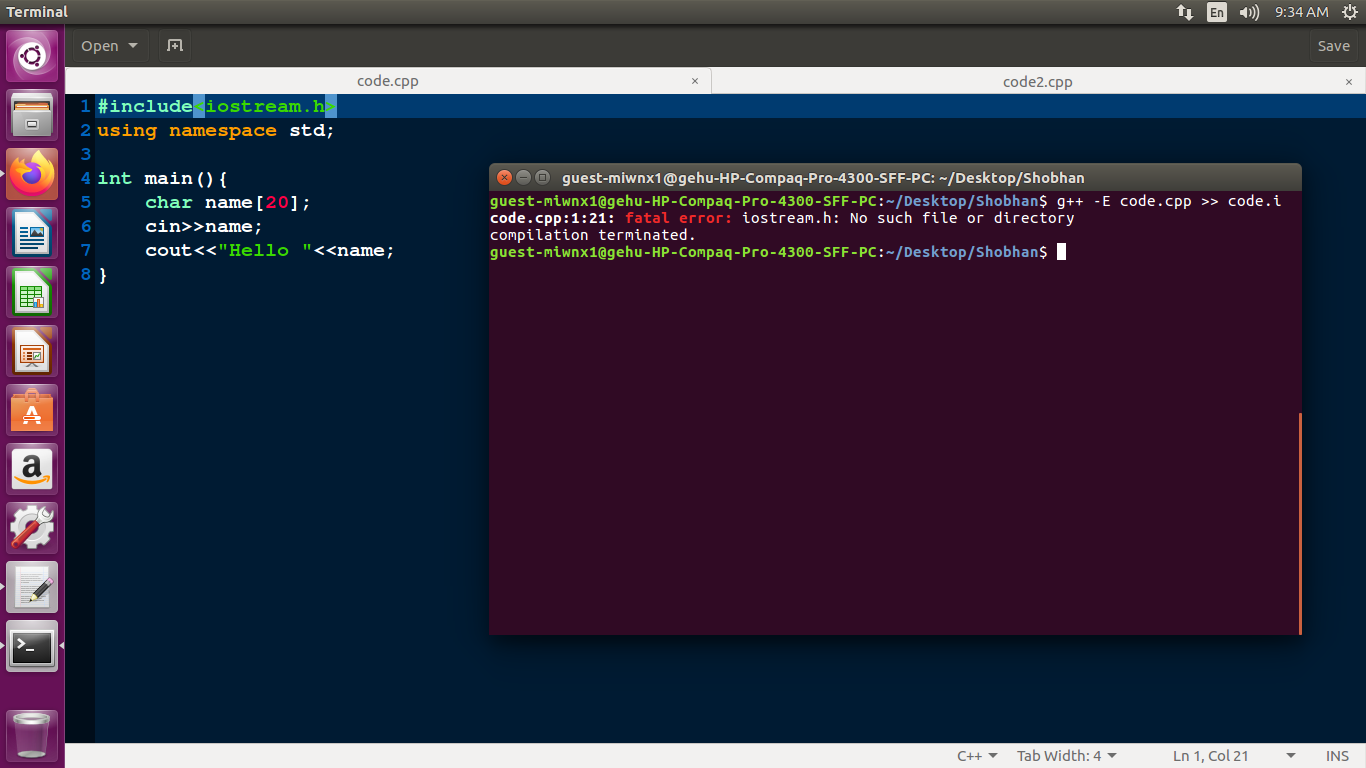 Terminal
En
9:34 AM
Open
Save
code.cpp ×
code2.cpp ×
1 #include<iostream.h>
2 using namespace std;
3
4 int main(){
5 char name[20];
6 cin>>name;
7 cout<<"Hello "<<name;
8 }
guest-miwnx1@gehu-HP-Compaq-Pro-4300-SFF-PC: ~/Desktop/Shobhan
guest-miwnx1@gehu-HP-Compaq-Pro-4300-SFF-PC:~/Desktop/Shobhan$ g++ -E code.cpp >> code.i
code.cpp:1:21: fatal error: iostream.h: No such file or directory
compilation terminated.
guest-miwnx1@gehu-HP-Compaq-Pro-4300-SFF-PC:~/Desktop/Shobhan$
A
a
>_
C++
Tab Width: 4
Ln 1, Col 21
INS